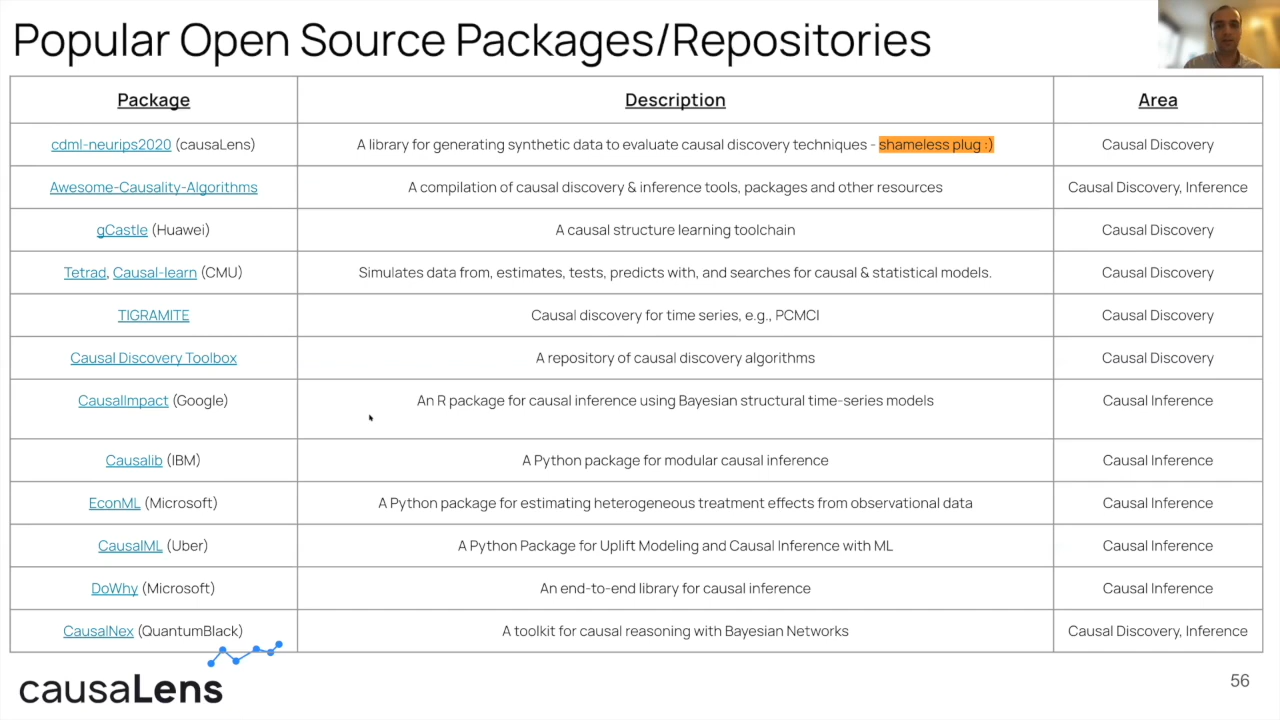 Popular Open Source Packages/Repositories
Package Description Area
cdml-neurips2020 (causaLens) A library for generating synthetic data to evaluate causal discovery techniques - shameless plug :) Causal Discovery
Awesome-Causality-Algorithms A compilation of causal discovery & inference tools, packages and other resources Causal Discovery, Inference
gCastle (Huawei) A causal structure learning toolchain Causal Discovery
Tetrad, Causal-learn (CMU) Simulates data from, estimates, tests, predicts with, and searches for causal & statistical models. Causal Discovery
TIGRAMITE Causal discovery for time series, e.g., PCMCI Causal Discovery
Causal Discovery Toolbox A repository of causal discovery algorithms Causal Discovery
CausalImpact (Google) An R package for causal inference using Bayesian structural time-series models Causal Inference
Causalib (IBM) A Python package for modular causal inference Causal Inference
EconML (Microsoft) A Python package for estimating heterogeneous treatment effects from observational data Causal Inference
CausalML (Uber) A Python Package for Uplift Modeling and Causal Inference with ML Causal Inference
DoWhy (Microsoft) An end-to-end library for causal inference Causal Inference
CausalNex (QuantumBlack) A toolkit for causal reasoning with Bayesian Networks Causal Discovery, Inference
causaLens
56